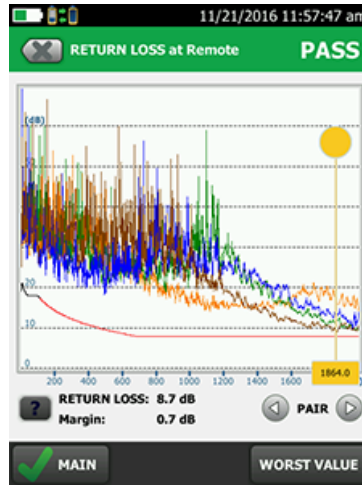 11/21/2016 11:57:47 am
RETURN LOSS at Remote
PASS
(dB)
20
10
0
200 400 600 800 1000 1200 1400 1600
1864.0
?
RETURN LOSS: 8.7 dB
Margin: 0.7 dB
PAIR
MAIN
WORST VALUE